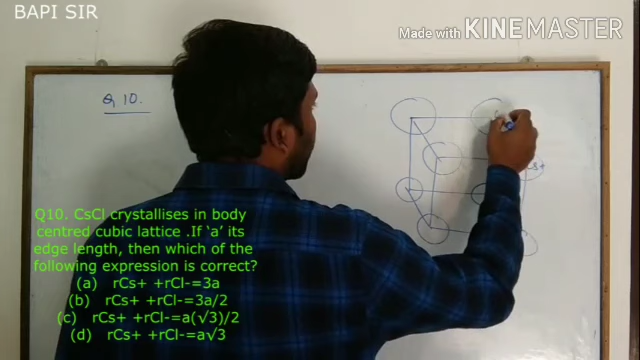 BAPI SIR
Made with KINEMASTER
Q 10.
Q10. CsCl crystallises in body
centred cubic lattice .If 'a' its
edge length, then which of the
following expression is correct?
(a) rCs+ +rCl-=3a
(b) rCs+ +rCl-=3a/2
(c) rCs+ +rCl-=a(√3)/2
(d) rCs+ +rCl-=a√3